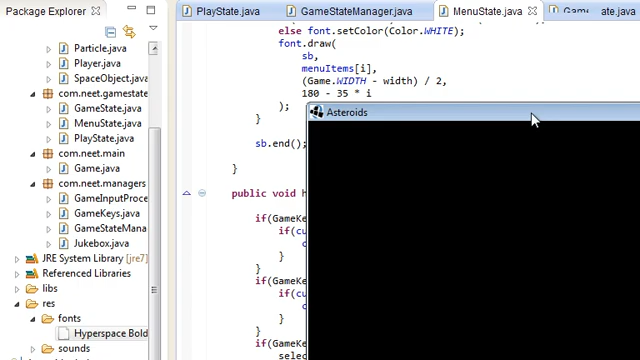 Package Explorer
PlayState.java
GameStateManager.java
MenuState.java
ate.java
Particle.java
Player.java
SpaceObject.java
com.neet.gamestate
GameState.java
MenuState.java
PlayState.java
com.neet.main
Game.java
com.neet.managers
GameInputProce
GameKeys.java
GameStateMana
Jukebox.java
JRE System Library [jre7]
Referenced Libraries
libs
res
fonts
Hyperspace Bold
sounds
else font.setColor(Color.WHITE);
font.draw(
sb,
menuItems[i],
(Game.WIDTH - width) / 2,
180 - 35 * i
);
}
sb.end();
}
public void h
if(GameKe
if(cu
c
}
}
if(GameKe
if(cu
c
}
}
if(GameKe
selec
Asteroids